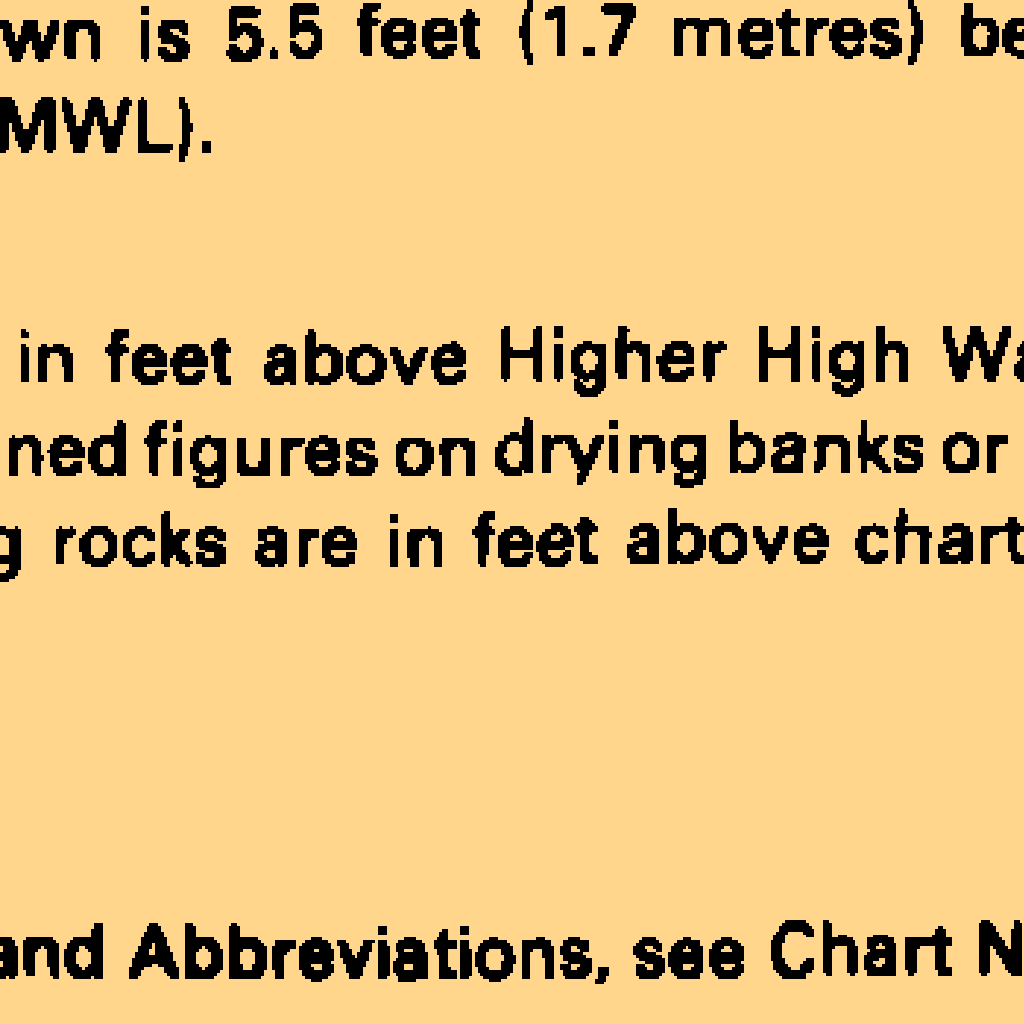 wn is 5.5 feet (1.7 metres) be
MWL).
in feet above Higher High Wa
ned figures on drying banks or
g rocks are in feet above chart
and Abbreviations, see Chart N